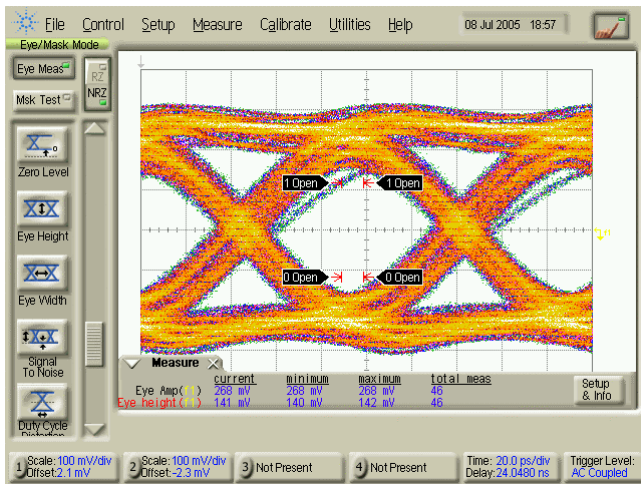 File Control Setup Measure Calibrate Utilities Help 08 Jul 2005 18:57
Eye/Mask Mode
Eye Meas
RZ
Msk Test
NRZ
Zero Level
Eye Height
Eye Width
Signal
To Noise
Duty Cycle
Distortion
1 Open 1 Open
0 Open 0 Open
Measure
current minimum maximum total meas
Eye Amp(f1) 268 mV 268 mV 268 mV 46
Eye height(f1) 141 mV 140 mV 142 mV 46
Setup
& Info
1 Scale:100 mV/div
Offset:2.1 mV
2 Scale:100 mV/div
Offset:-2.3 mV
3 Not Present
4 Not Present
Time: 20.0 ps/div
Delay:24.0480 ns
Trigger Level:
AC Coupled